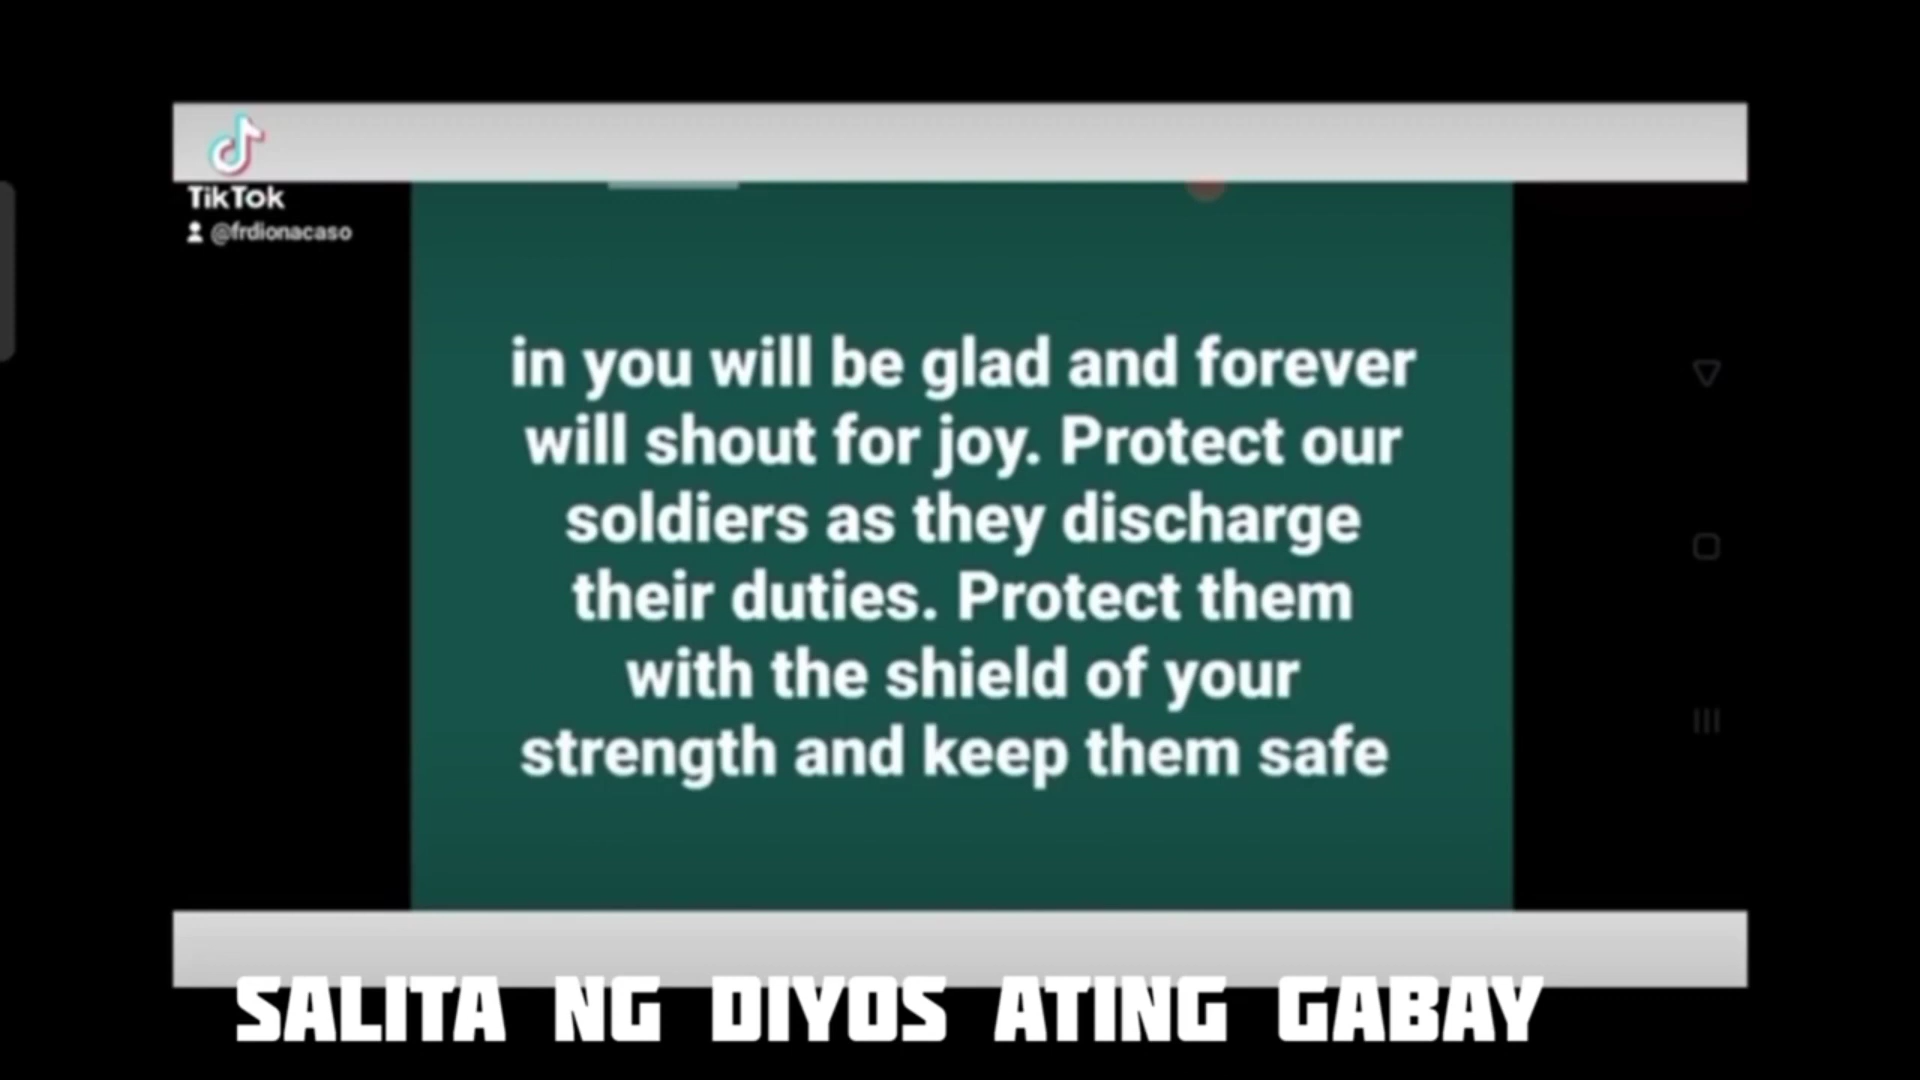 TikTok
@frdionacaso
in you will be glad and forever
will shout for joy. Protect our
soldiers as they discharge
their duties. Protect them
with the shield of your
strength and keep them safe
SALITA NG DIYOS ATING GABAY